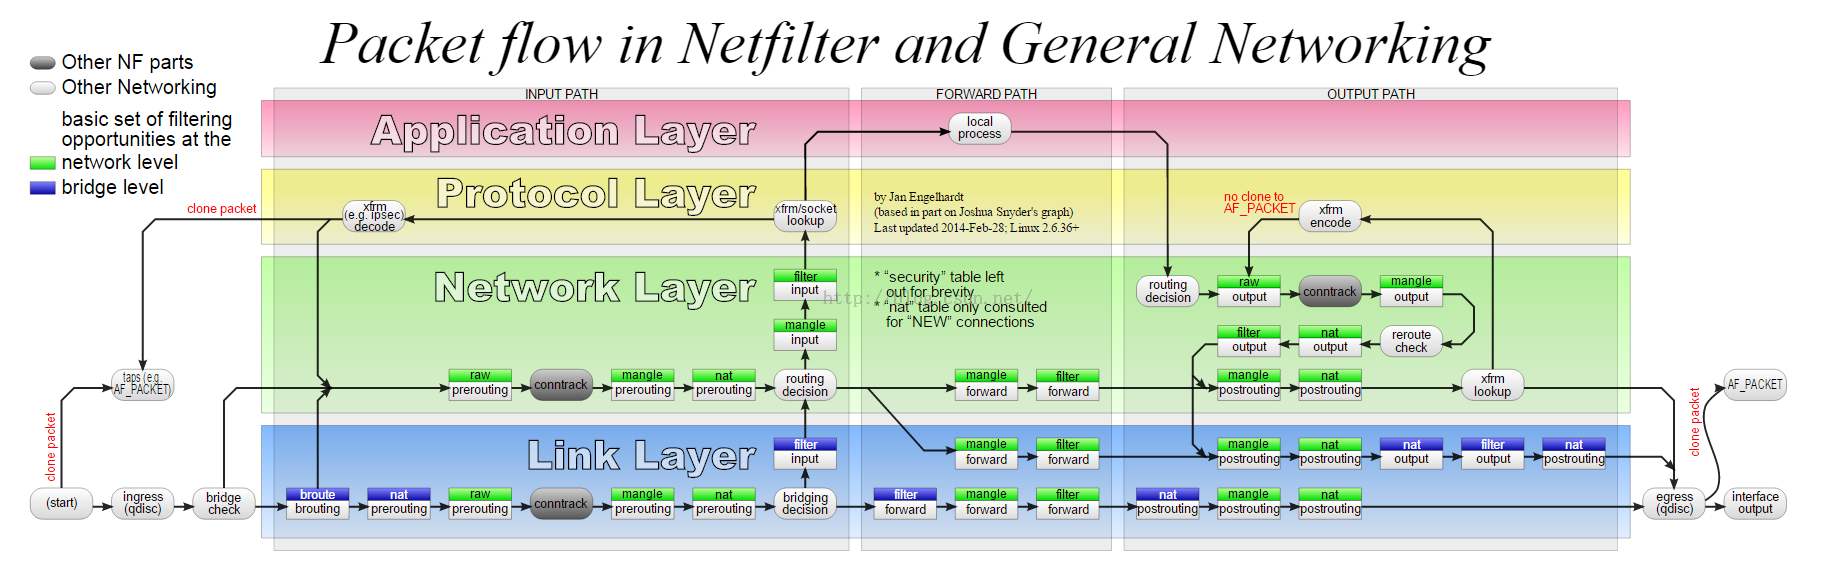 Packet flow in Netfilter and General Networking
Other NF parts
Other Networking
basic set of filtering
opportunities at the
network level
bridge level
INPUT PATH
FORWARD PATH
OUTPUT PATH
Application Layer
local
process
Protocol Layer
clone packet
xfrm
(e.g. ipsec)
decode
xfrm/socket
lookup
by Jan Engelhardt
(based in part on Joshua Snyder's graph)
Last updated 2014-Feb-28; Linux 2.6.36+
no clone to
AF_PACKET
xfrm
encode
Network Layer
filter
input
mangle
input
* “security” table left
out for brevity
* “nat” table only consulted
for “NEW” connections
routing
decision
raw
output
conntrack
mangle
output
filter
output
nat
output
reroute
check
taps (e.g.
AF_PACKET)
raw
prerouting
conntrack
mangle
prerouting
nat
prerouting
routing
decision
mangle
forward
filter
forward
mangle
postrouting
nat
postrouting
xfrm
lookup
AF_PACKET
clone packet
clone packet
Link Layer
filter
input
mangle
forward
filter
forward
mangle
postrouting
nat
postrouting
nat
output
filter
output
nat
postrouting
(start)
ingress
(qdisc)
bridge
check
broute
brouting
nat
prerouting
raw
prerouting
conntrack
mangle
prerouting
nat
prerouting
bridging
decision
filter
forward
mangle
forward
filter
forward
nat
postrouting
mangle
postrouting
nat
postrouting
egress
(qdisc)
interface
output